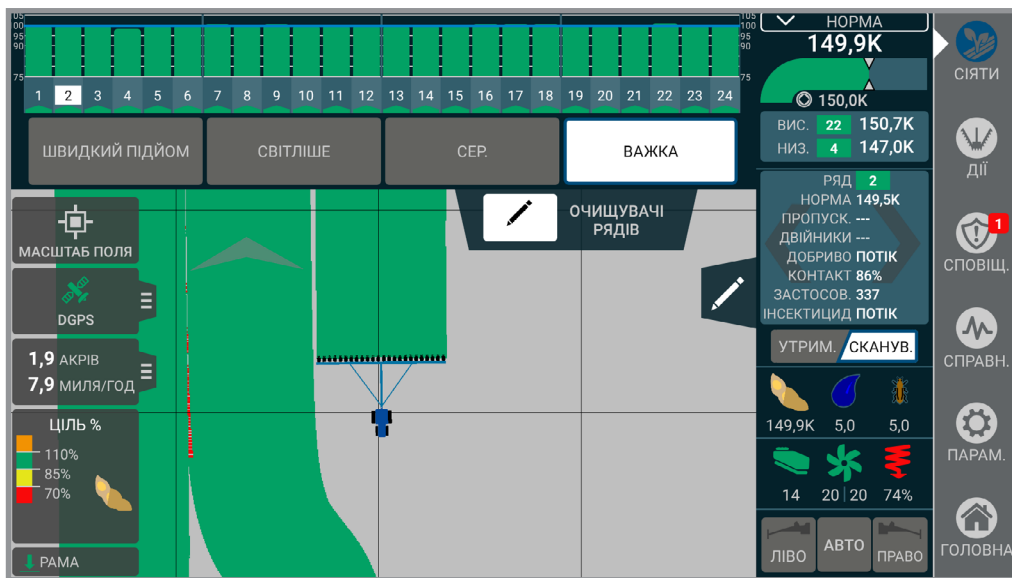 105
100
95
90
75
105
100
95
90
75
1 2 3 4 5 6 7 8 9 10 11 12 13 14 15 16 17 18 19 20 21 22 23 24
ШВИДКИЙ ПІДЙОМ
СВІТЛІШЕ
СЕР.
ВАЖКА
ОЧИЩУВАЧІ
РЯДІВ
МАСШТАБ ПОЛЯ
DGPS
1,9 АКРІВ
7,9 МИЛЯ/ГОД
ЦІЛЬ %
110%
85%
70%
РАМА
НОРМА
149,9K
150,0K
ВИС. 22 150,7K
НИЗ. 4 147,0K
РЯД 2
НОРМА 149,5K
ПРОПУСК. ---
ДВІЙНИКИ ---
ДОБРИВО ПОТІК
КОНТАКТ 86%
ЗАСТОСОВ. 337
ІНСЕКТИЦИД ПОТІК
УТРИМ. СКАНУВ.
149,9K 5,0 5,0
14 20|20 74%
ЛІВО АВТО ПРАВО
СІЯТИ
ДІЇ
1
СПОВІЩ.
СПРАВН.
ПАРАМ.
ГОЛОВНА